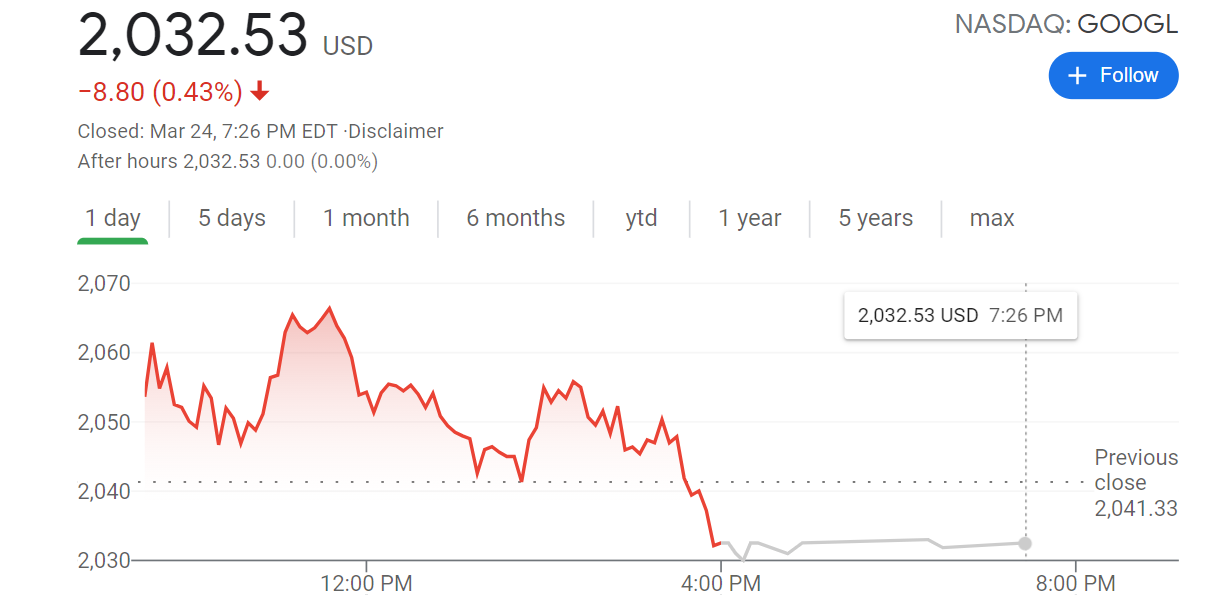 2,032.53 USD
NASDAQ: GOOGL
−8.80 (0.43%)
+ Follow
Closed: Mar 24, 7:26 PM EDT ·Disclaimer
After hours 2,032.53 0.00 (0.00%)
1 day 5 days 1 month 6 months ytd 1 year 5 years max
2,070
2,032.53 USD 7:26 PM
2,060
2,050
Previous
close
2,041.33
2,040
2,030
12:00 PM 4:00 PM 8:00 PM